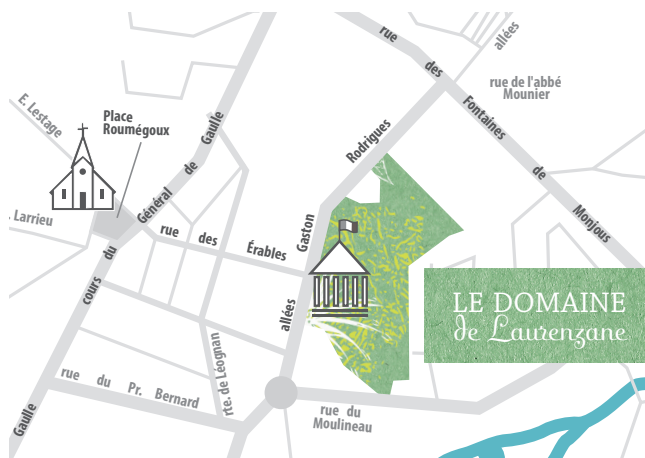 allées
rue des Fontaines de Monjous
rue de l'abbé
Mounier
E. Lestage
Place
Roumégoux
cours du Général de Gaulle
Larrieu
rue des Érables
allées Gaston Rodrigues
LE DOMAINE
de Laurenzane
rte. de Léognan
rue du Pr. Bernard
rue du
Moulineau
Gaulle